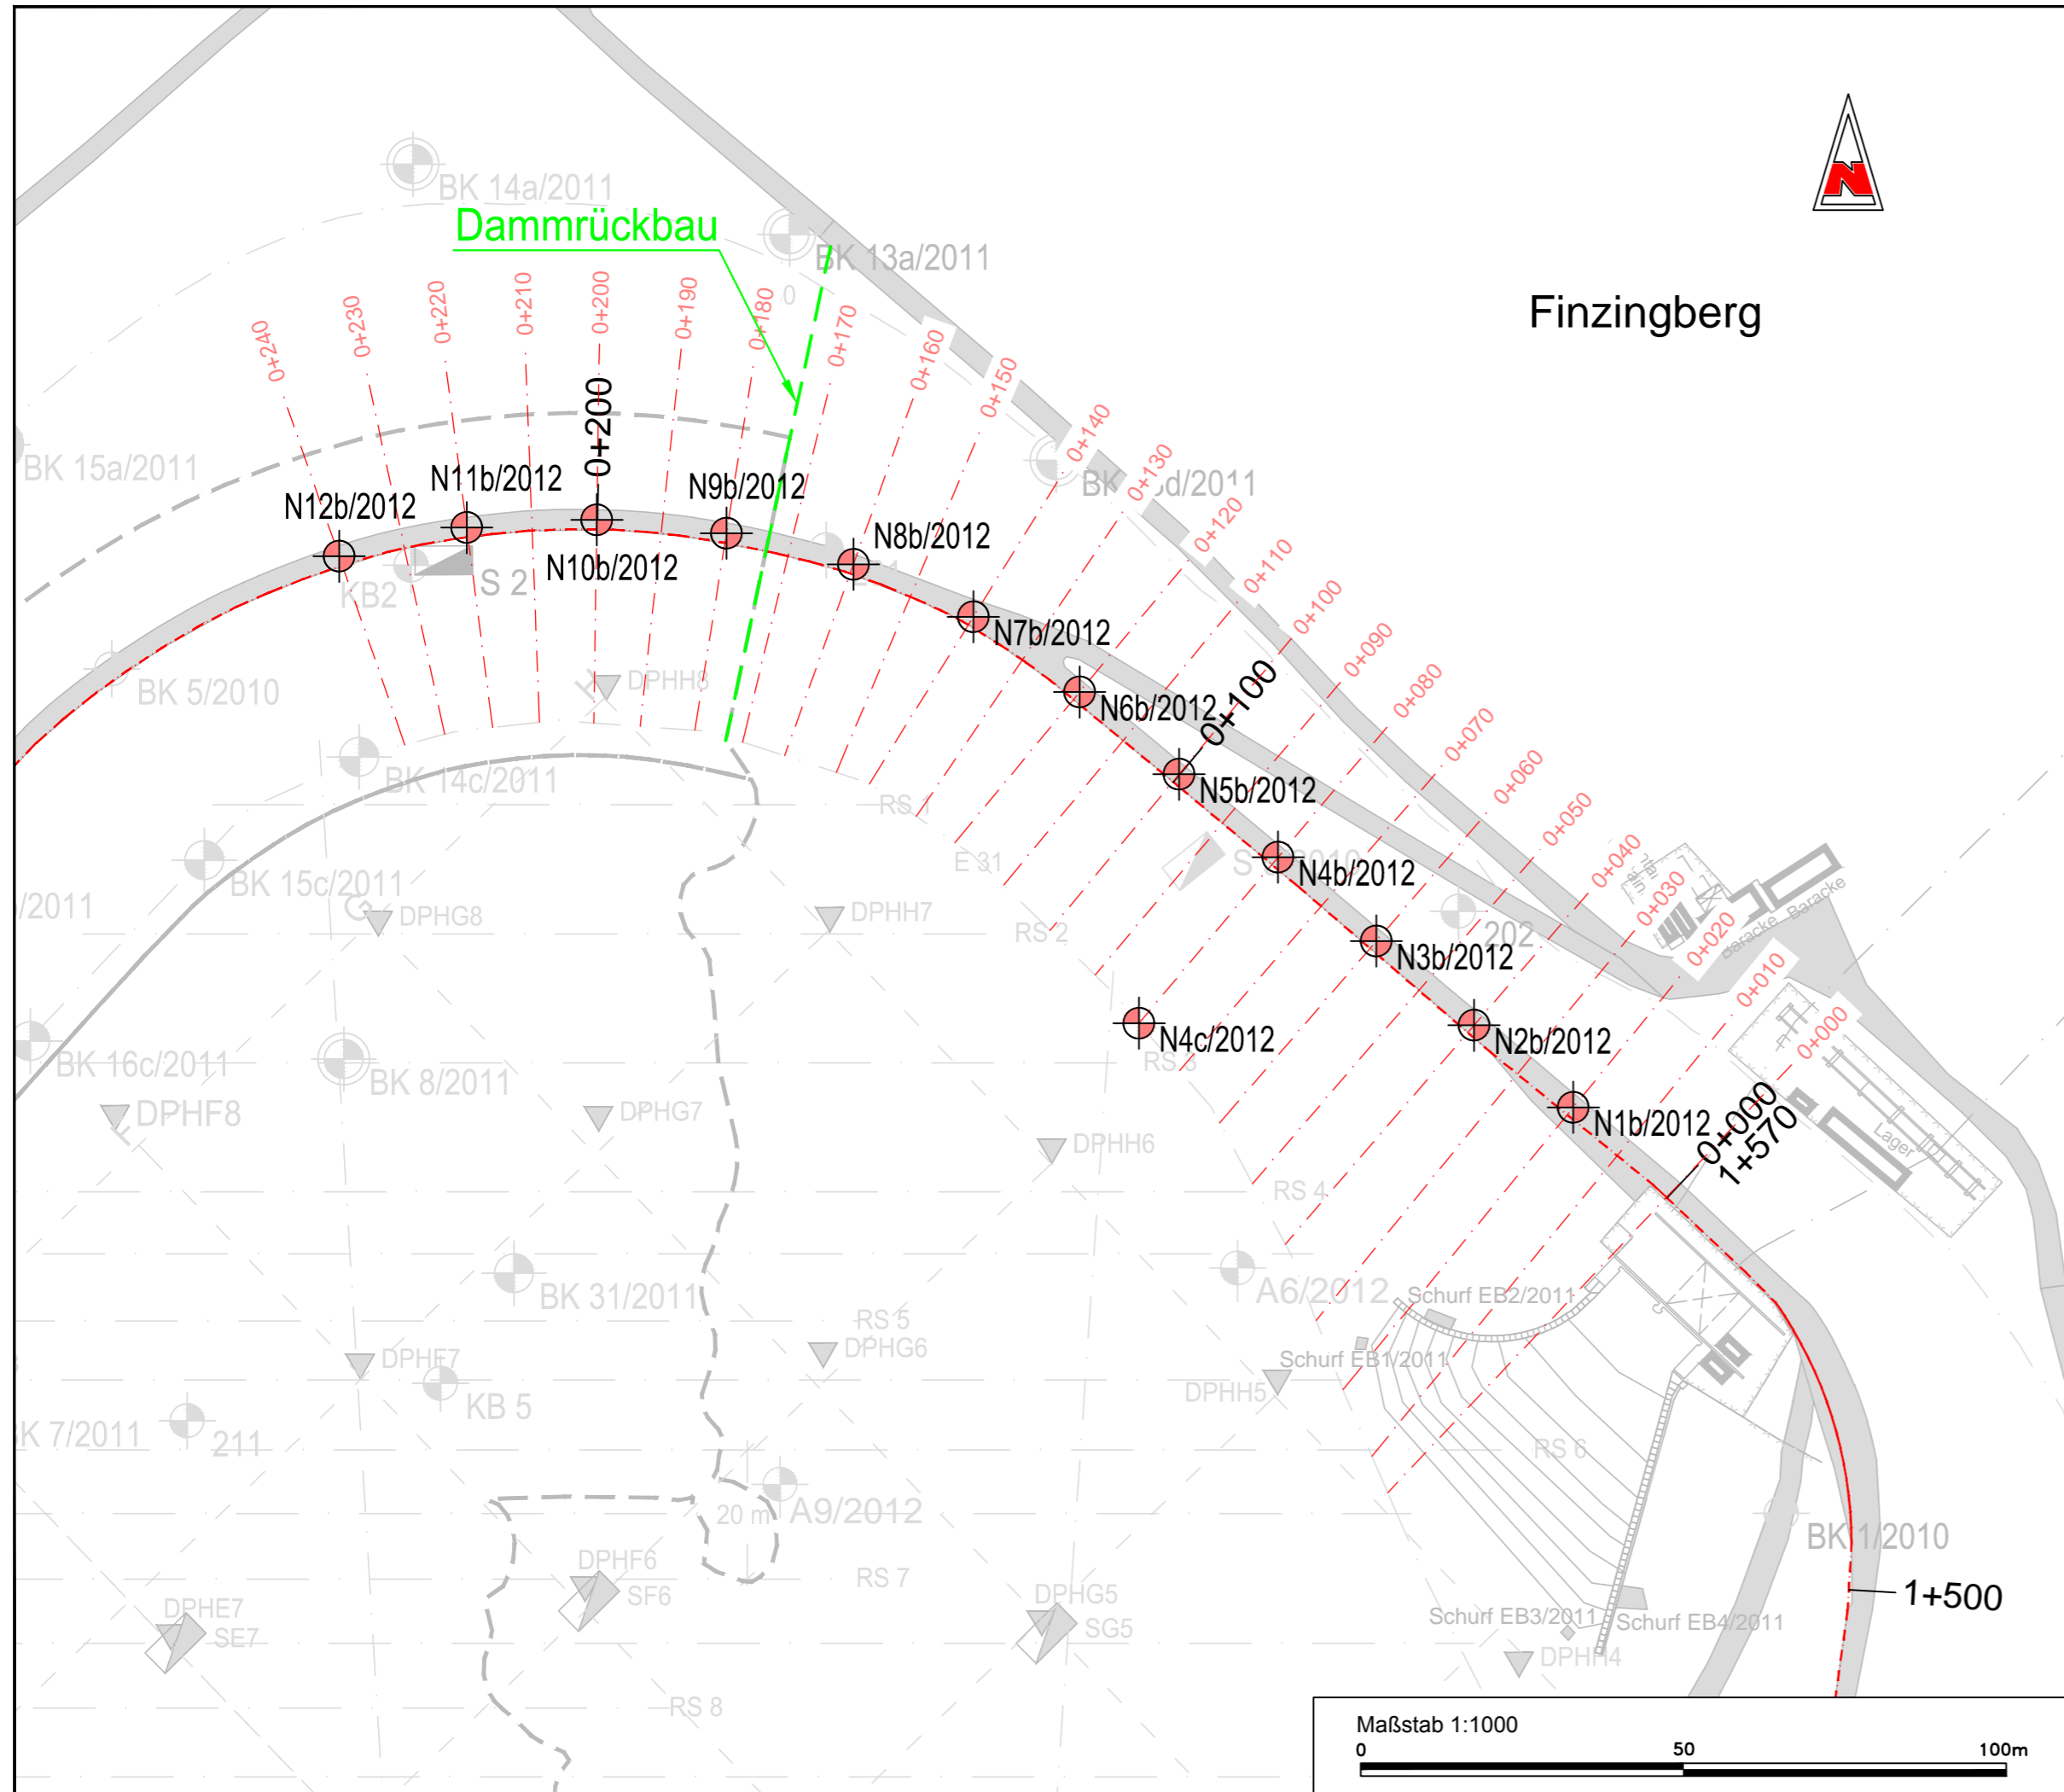 BK 14a/2011
Dammrückbau
BK 13a/2011
N
Finzingberg
0+240
0+230
0+220
0+210
0+200
0+190
0+180
0
0+170
0+160
0+150
0+140
0+130
0+120
0+110
0+100
0+090
0+080
0+070
0+060
0+050
0+040
0+030
0+020
0+010
0+000
0+200
BK 15a/2011
N12b/2012
N11b/2012
N10b/2012
N9b/2012
N8b/2012
N7b/2012
N6b/2012
0+100
N5b/2012
N4b/2012
N3b/2012
N2b/2012
N1b/2012
N4c/2012
0+000
1+570
KB2
S 2
BK 5/2010
H
DPHH8
BK 14c/2011
RS 1
E 31
BK 15c/2011
G
DPHG8
DPHH7
RS 2
202
Baracke
Baracke
Lager
/2011
BK 16c/2011
BK 8/2011
RS 3
DPHF8
F
DPHG7
DPHH6
RS 4
BK 31/2011
A6/2012
Schurf EB2/2011
RS 5
DPHG6
Schurf EB1/2011
DPHF7
KB 5
DPHH5
K 7/2011
211
RS 6
20 m
A9/2012
BK 1/2010
DPHF6
SF6
RS 7
DPHE7
SE7
DPHG5
SG5
1+500
Schurf EB3/2011
Schurf EB4/2011
DPHH4
RS 8
Maßstab 1:1000
0 50 100m